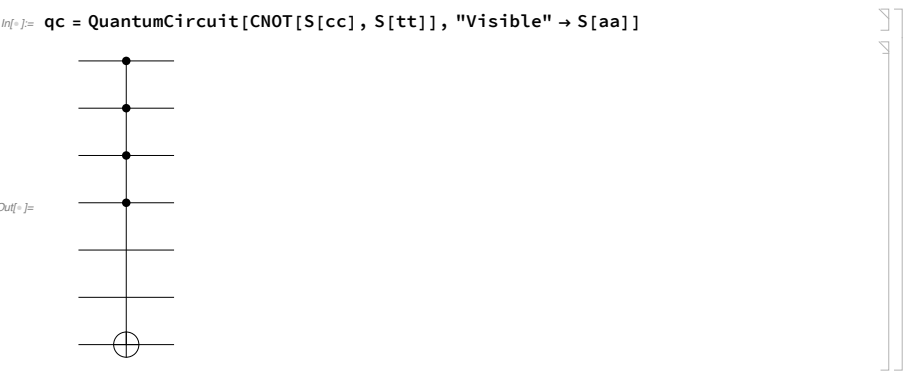 In[◦]:= qc = QuantumCircuit[CNOT[S[cc], S[tt]], "Visible" → S[aa]]
Out[◦]=